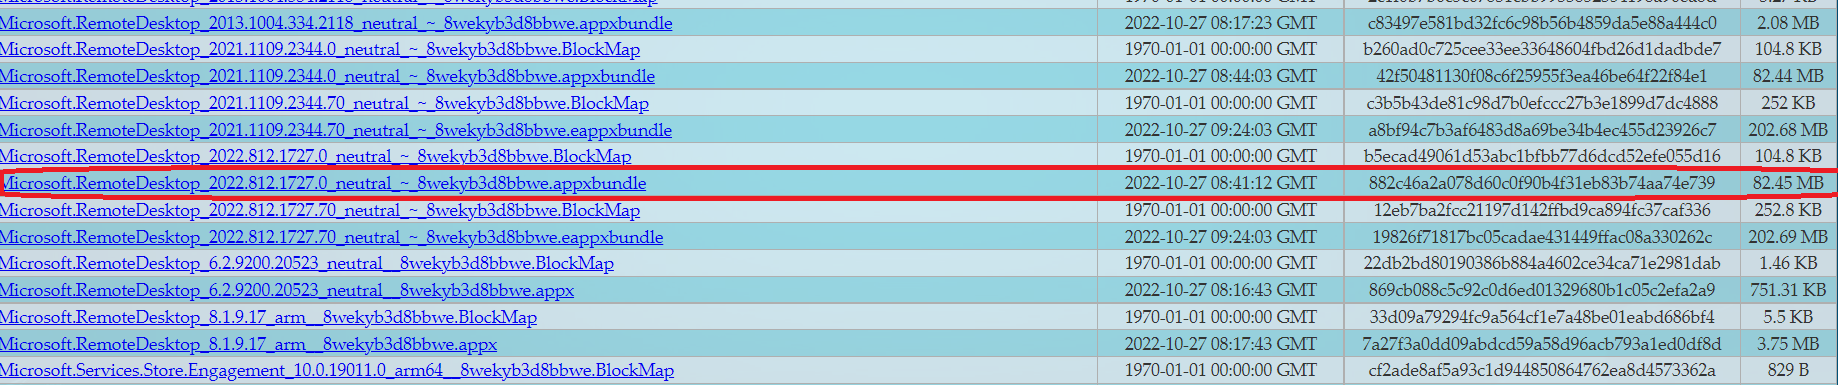 Microsoft.RemoteDesktop_2013.1004.334.2118_neutral_~_8wekyb3d8bbwe.appxbundle 2022-10-27 08:17:23 GMT c83497e581bd32fc6c98b56b4859da5e88a444c0 2.08 MB
Microsoft.RemoteDesktop_2021.1109.2344.0_neutral_~_8wekyb3d8bbwe.BlockMap 1970-01-01 00:00:00 GMT b260ad0c725cee33ee33648604fbd26d1dadbde7 104.8 KB
Microsoft.RemoteDesktop_2021.1109.2344.0_neutral_~_8wekyb3d8bbwe.appxbundle 2022-10-27 08:44:03 GMT 42f50481130f08c6f25955f3ea46be64f22f84e1 82.44 MB
Microsoft.RemoteDesktop_2021.1109.2344.70_neutral_~_8wekyb3d8bbwe.BlockMap 1970-01-01 00:00:00 GMT c3b5b43de81c98d7b0efccc27b3e1899d7dc4888 252 KB
Microsoft.RemoteDesktop_2021.1109.2344.70_neutral_~_8wekyb3d8bbwe.eappxbundle 2022-10-27 09:24:03 GMT a8bf94c7b3af6483d8a69be34b4ec455d23926c7 202.68 MB
Microsoft.RemoteDesktop_2022.812.1727.0_neutral_~_8wekyb3d8bbwe.BlockMap 1970-01-01 00:00:00 GMT b5ecad49061d53abc1bfbb77d6dcd52efe055d16 104.8 KB
Microsoft.RemoteDesktop_2022.812.1727.0_neutral_~_8wekyb3d8bbwe.appxbundle 2022-10-27 08:41:12 GMT 882c46a2a078d60c0f90b4f31eb83b74aa74e739 82.45 MB
Microsoft.RemoteDesktop_2022.812.1727.70_neutral_~_8wekyb3d8bbwe.BlockMap 1970-01-01 00:00:00 GMT 12eb7ba2fcc21197d142ffbd9ca894fc37caf336 252.8 KB
Microsoft.RemoteDesktop_2022.812.1727.70_neutral_~_8wekyb3d8bbwe.eappxbundle 2022-10-27 09:24:03 GMT 19826f71817bc05cadae431449ffac08a330262c 202.69 MB
Microsoft.RemoteDesktop_6.2.9200.20523_neutral__8wekyb3d8bbwe.BlockMap 1970-01-01 00:00:00 GMT 22db2bd80190386b884a4602ce34ca71e2981dab 1.46 KB
Microsoft.RemoteDesktop_6.2.9200.20523_neutral__8wekyb3d8bbwe.appx 2022-10-27 08:16:43 GMT 869cb088c5c92c0d6ed01329680b1c05c2efa2a9 751.31 KB
Microsoft.RemoteDesktop_8.1.9.17_arm__8wekyb3d8bbwe.BlockMap 1970-01-01 00:00:00 GMT 33d09a79294fc9a564cf1e7a48be01eabd686bf4 5.5 KB
Microsoft.RemoteDesktop_8.1.9.17_arm__8wekyb3d8bbwe.appx 2022-10-27 08:17:43 GMT 7a27f3a0dd09abdcd59a58d96acb793a1ed0df8d 3.75 MB
Microsoft.Services.Store.Engagement_10.0.19011.0_arm64__8wekyb3d8bbwe.BlockMap 1970-01-01 00:00:00 GMT cf2ade8af5a93c1d944850864762ea8d4573362a 829 B